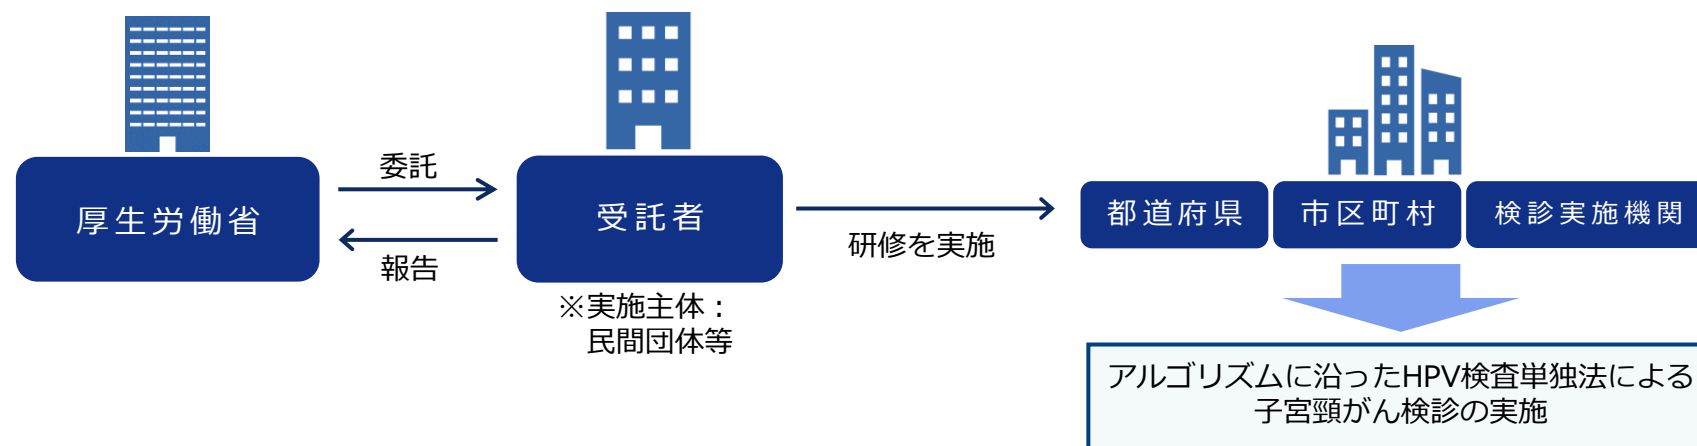 厚生労働省
委託
報告
受託者
※実施主体：
民間団体等
研修を実施
都道府県
市区町村
検診実施機関
アルゴリズムに沿ったHPV検査単独法による
子宮頸がん検診の実施